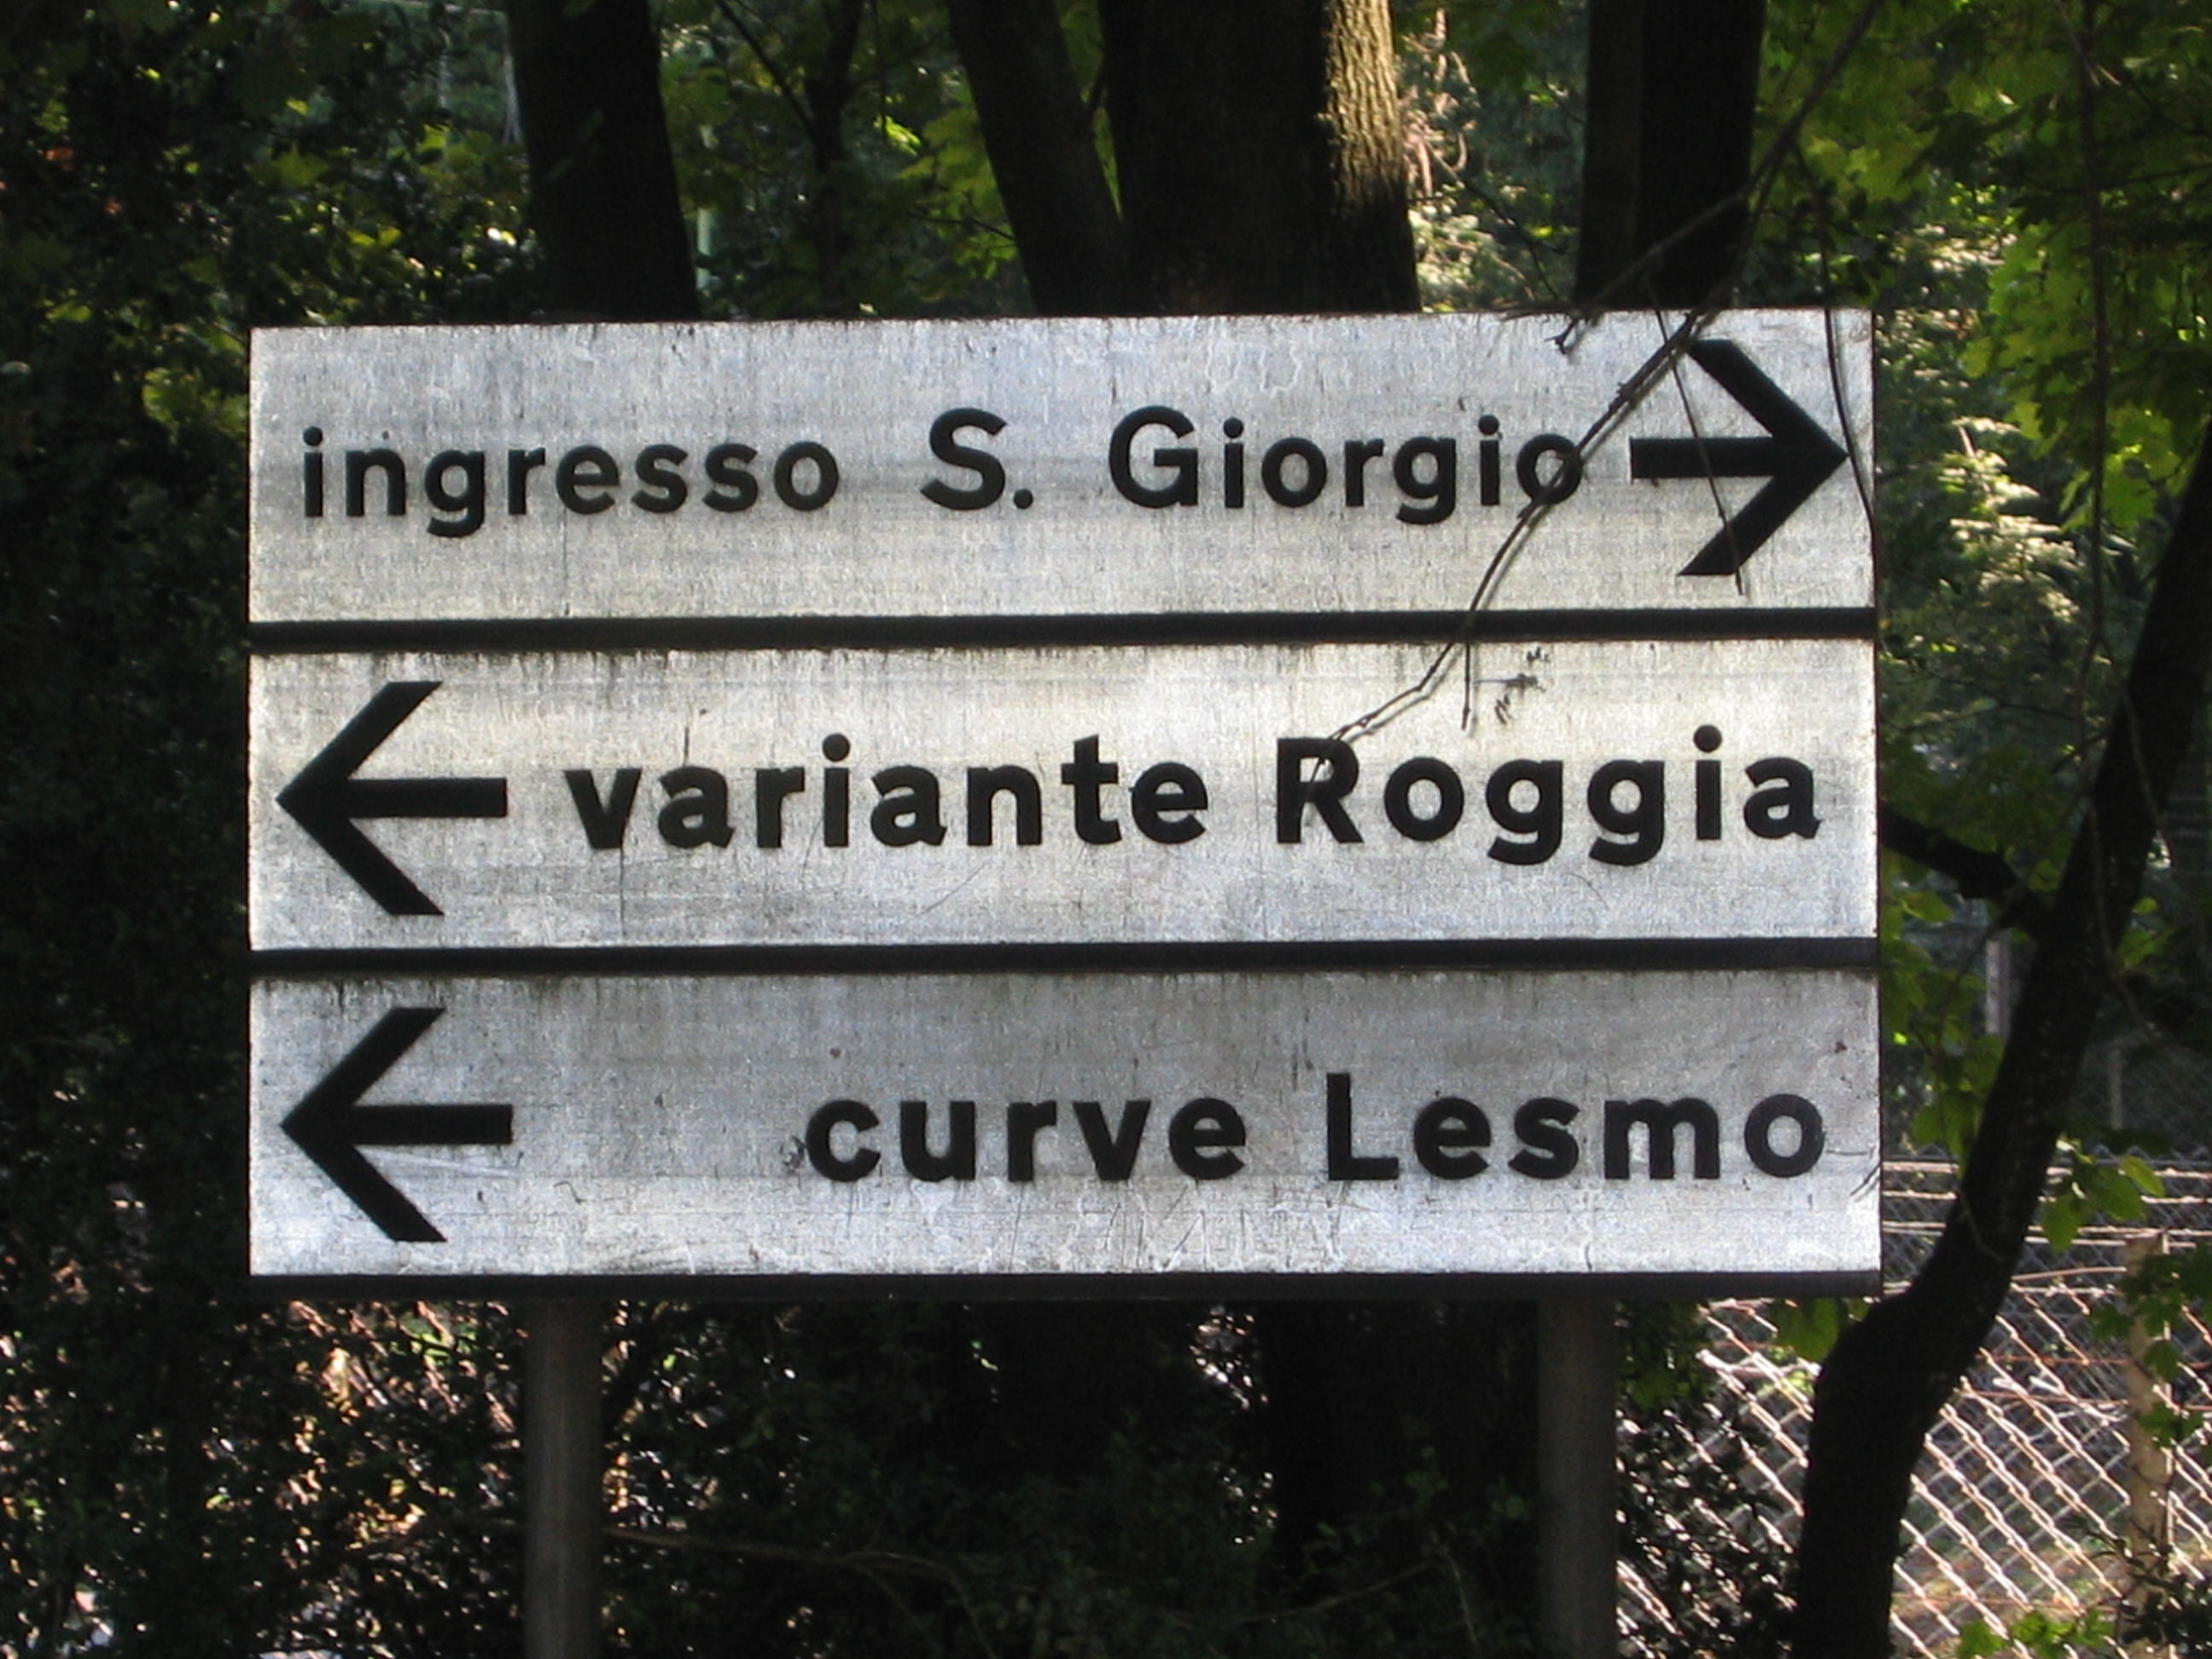 ingresso S. Giorgio
variante Roggia
curve Lesmo